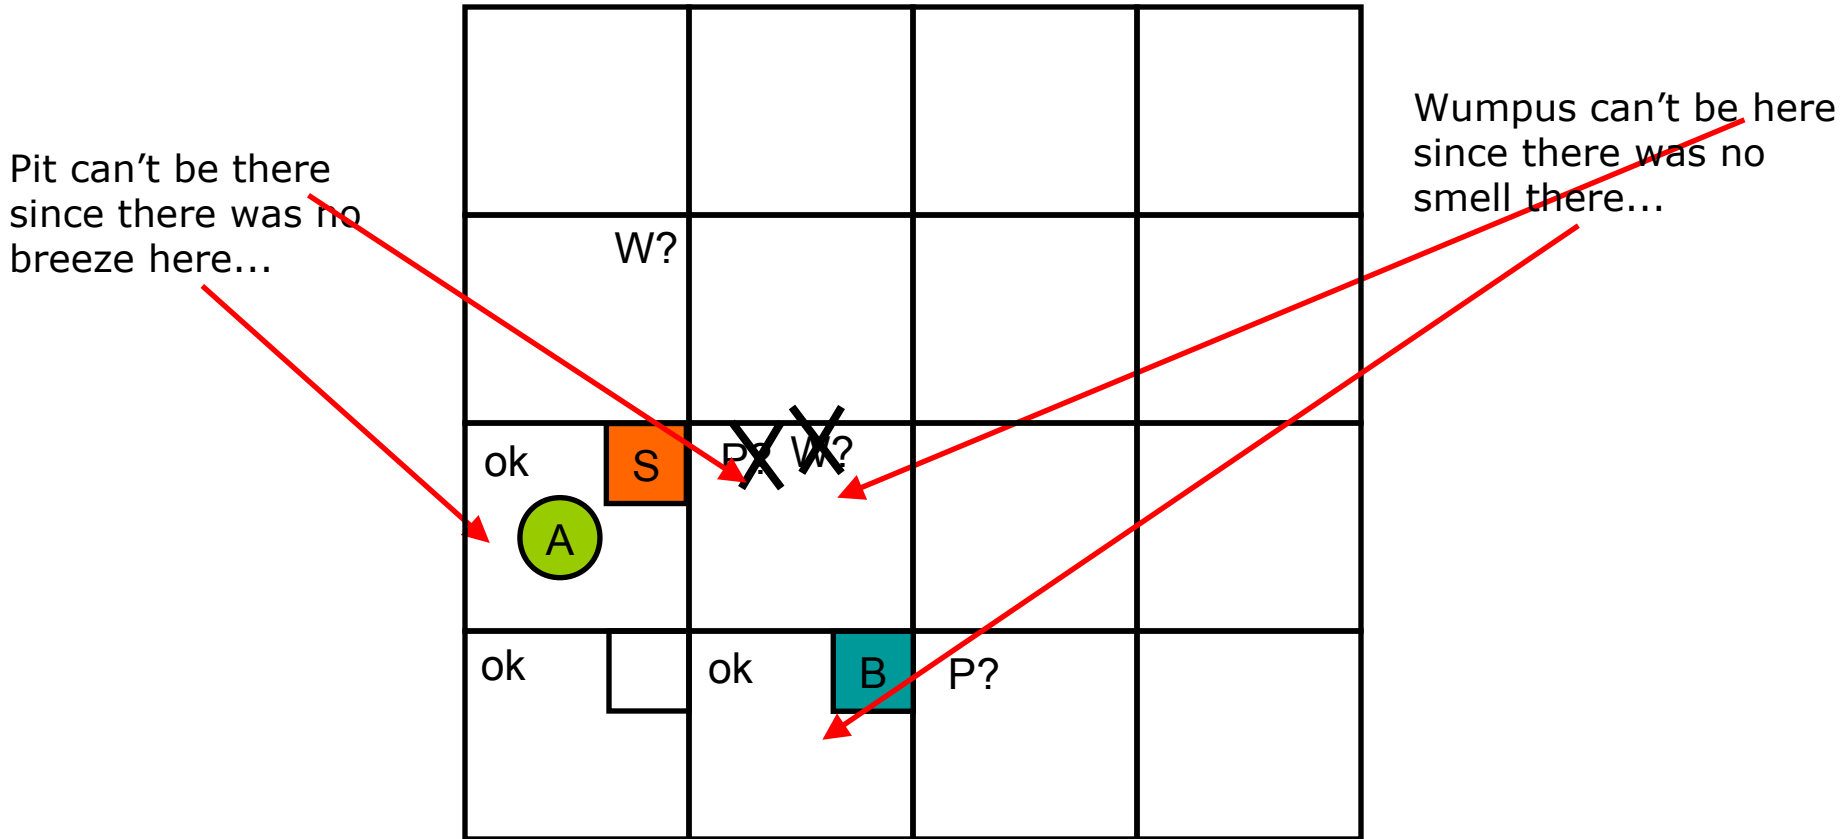 Pit can’t be there
since there was no
breeze here...
Wumpus can’t be here
since there was no
smell there...
W?
ok
S
P?
W?
A
ok
ok
B
P?